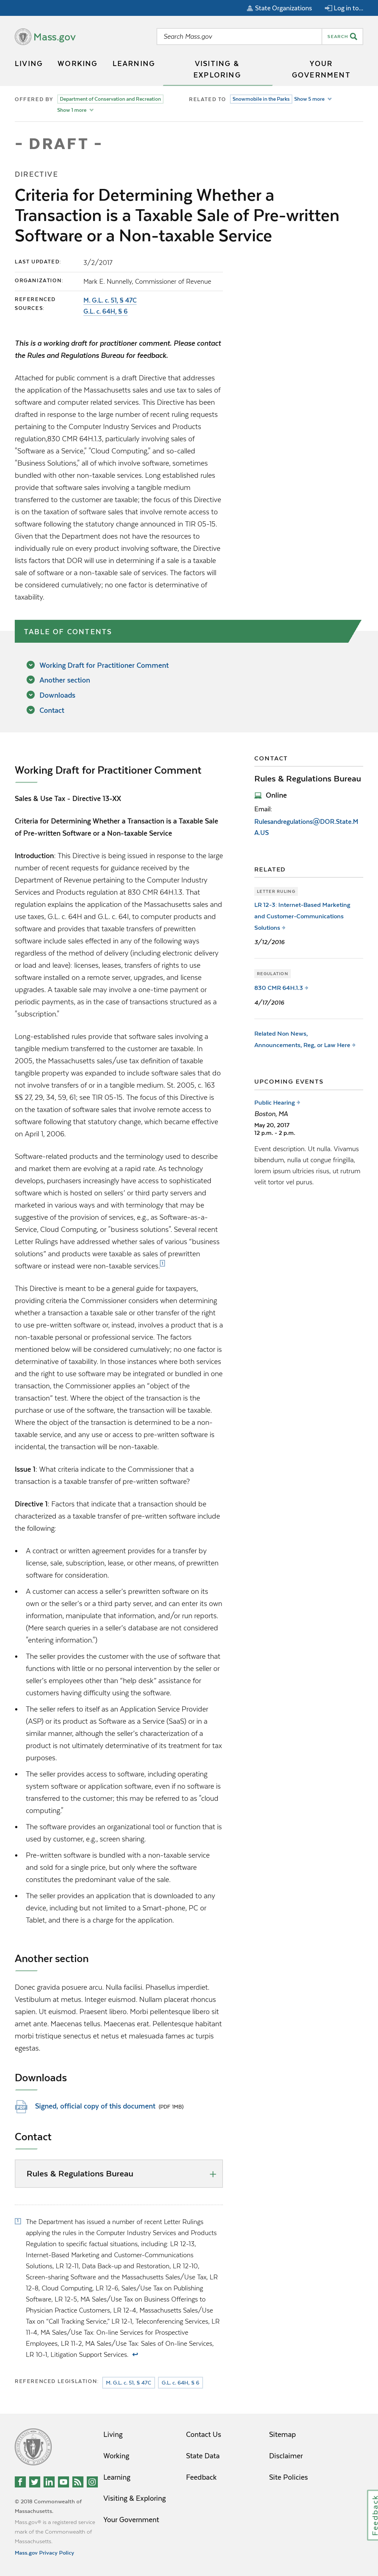 State Organizations Log in to...
Mass.gov
Search Mass.gov SEARCH
LIVING WORKING LEARNING VISITING & EXPLORING YOUR GOVERNMENT
OFFERED BY Department of Conservation and Recreation
Show 1 more
RELATED TO Snowmobile in the Parks Show 5 more
- DRAFT -
DIRECTIVE
Criteria for Determining Whether a
Transaction is a Taxable Sale of Pre-written
Software or a Non-taxable Service
LAST UPDATED: 3/2/2017
ORGANIZATION: Mark E. Nunnelly, Commissioner of Revenue
REFERENCED SOURCES: M. G.L. c. 51, § 47C
G.L. c. 64H, § 6
This is a working draft for practitioner comment. Please contact
the Rules and Regulations Bureau for feedback.
Attached for public comment is a draft Directive that addresses
the application of the Massachusetts sales and use tax to sales of
software and computer related services. This Directive has been
drafted in response to the large number of recent ruling requests
pertaining to the Computer Industry Services and Products
regulation,830 CMR 64H.1.3, particularly involving sales of
"Software as a Service," "Cloud Computing," and so-called
"Business Solutions," all of which involve software, sometimes
bundled with other non-taxable services. Long established rules
provide that software sales involving a tangible medium
transferred to the customer are taxable; the focus of this Directive
is on the taxation of software sales that involve remote access to
software following the statutory change announced in TIR 05-15.
Given that the Department does not have the resources to
individually rule on every product involving software, the Directive
lists factors that DOR will use in determining if a sale is a taxable
sale of software or a non-taxable sale of services. The factors will
be considered cumulatively; no one factor is determinative of
taxability.
TABLE OF CONTENTS
Working Draft for Practitioner Comment
Another section
Downloads
Contact
Working Draft for Practitioner Comment
Sales & Use Tax - Directive 13-XX
Criteria for Determining Whether a Transaction is a Taxable Sale
of Pre-written Software or a Non-taxable Service
Introduction: This Directive is being issued in response to the large
number of recent requests for guidance received by the
Department of Revenue pertaining to the Computer Industry
Services and Products regulation at 830 CMR 64H.1.3. That
regulation explains the application of the Massachusetts sales and
use taxes, G.L. c. 64H and G.L. c. 64I, to computer products and
services and provides that taxable transfers of prewritten
software include sales effected in any of the following ways
regardless of the method of delivery (including electronic delivery
or load and leave): licenses, leases, transfers of rights to use
software installed on a remote server, upgrades, and license
upgrades. A taxable sale may involve a one-time payment or
periodic payments, as in the case of transactions structured as a
"subscription."
Long-established rules provide that software sales involving a
tangible medium transferred to the customer are taxable. In
2005, the Massachusetts sales/use tax definition of taxable
tangible property was expanded to include software sales that do
not involve transfers of or in a tangible medium. St. 2005, c. 163
§§ 27, 29, 34, 59, 61; see TIR 05-15. The focus of this Directive is
on the taxation of software sales that involve remote access to
software following that statutory change, which became effective
on April 1, 2006.
Software-related products and the terminology used to describe
and market them are evolving at a rapid rate. As technology
develops, purchasers increasingly have access to sophisticated
software which is hosted on sellers' or third party servers and
marketed in various ways and with terminology that may be
suggestive of the provision of services, e.g., as Software-as-a-
Service, Cloud Computing, or "business solutions". Several recent
Letter Rulings have addressed whether sales of various "business
solutions" and products were taxable as sales of prewritten
software or instead were non-taxable services.[1]
This Directive is meant to be a general guide for taxpayers,
providing criteria the Commissioner considers when determining
whether a transaction is a taxable sale or other transfer of the right
to use pre-written software or, instead, involves a product that is a
non-taxable personal or professional service. The factors
mentioned below will be considered cumulatively; no one factor is
determinative of taxability. In those instances where both services
and the right to use software may be integrated or bundled in one
transaction, the Commissioner applies an "object of the
transaction" test. Where the object of the transaction is the
purchase or use of software, the transaction will be taxable.
Where the object of the transaction is determined to be a non-
taxable service, and any use or access to pre-written software is
incidental, the transaction will be non-taxable.
Issue 1: What criteria indicate to the Commissioner that a
transaction is a taxable transfer of pre-written software?
Directive 1: Factors that indicate that a transaction should be
characterized as a taxable transfer of pre-written software include
the following:
• A contract or written agreement provides for a transfer by
license, sale, subscription, lease, or other means, of prewritten
software for consideration.
• A customer can access a seller's prewritten software on its
own or the seller's or a third party server, and can enter its own
information, manipulate that information, and/or run reports.
(Mere search queries in a seller's database are not considered
"entering information.")
• The seller provides the customer with the use of software that
functions with little or no personal intervention by the seller or
seller's employees other than "help desk" assistance for
customers having difficulty using the software.
• The seller refers to itself as an Application Service Provider
(ASP) or its product as Software as a Service (SaaS) or in a
similar manner, although the seller's characterization of a
product is not ultimately determinative of its treatment for tax
purposes.
• The seller provides access to software, including operating
system software or application software, even if no software is
transferred to the customer; this may be referred to as "cloud
computing."
• The software provides an organizational tool or function that is
used by customer, e.g., screen sharing.
• Pre-written software is bundled with a non-taxable service
and sold for a single price, but only where the software
constitutes the predominant value of the sale.
• The seller provides an application that is downloaded to any
device, including but not limited to a Smart-phone, PC or
Tablet, and there is a charge for the application.
Another section
Donec gravida posuere arcu. Nulla facilisi. Phasellus imperdiet.
Vestibulum at metus. Integer euismod. Nullam placerat rhoncus
sapien. Ut euismod. Praesent libero. Morbi pellentesque libero sit
amet ante. Maecenas tellus. Maecenas erat. Pellentesque habitant
morbi tristique senectus et netus et malesuada fames ac turpis
egestas.
Downloads
Signed, official copy of this document (PDF 1MB)
Contact
Rules & Regulations Bureau
[1] The Department has issued a number of recent Letter Rulings
applying the rules in the Computer Industry Services and Products
Regulation to specific factual situations, including: LR 12-13,
Internet-Based Marketing and Customer-Communications
Solutions, LR 12-11, Data Back-up and Restoration, LR 12-10,
Screen-sharing Software and the Massachusetts Sales/Use Tax, LR
12-8, Cloud Computing, LR 12-6, Sales/Use Tax on Publishing
Software, LR 12-5, MA Sales/Use Tax on Business Offerings to
Physician Practice Customers, LR 12-4, Massachusetts Sales/Use
Tax on "Call Tracking Service," LR 12-1, Teleconferencing Services, LR
11-4, MA Sales/Use Tax: On-line Services for Prospective
Employees, LR 11-2, MA Sales/Use Tax: Sales of On-line Services,
LR 10-1, Litigation Support Services.
REFERENCED LEGISLATION M. G.L. c. 51, § 47C G.L. c. 64H, § 6
CONTACT
Rules & Regulations Bureau
Online
Email:
Rulesandregulations@DOR.State.M
A.US
RELATED
LETTER RULING
LR 12-3: Internet-Based Marketing
and Customer-Communications
Solutions
3/12/2016
REGULATION
830 CMR 64H.1.3
4/17/2016
Related Non News,
Announcements, Reg, or Law Here
UPCOMING EVENTS
Public Hearing
Boston, MA
May 20, 2017
12 p.m. - 2 p.m.
Event description. Ut nulla. Vivamus
bibendum, nulla ut congue fringilla,
lorem ipsum ultricies risus, ut rutrum
velit tortor vel purus.
Living Contact Us Sitemap
Working State Data Disclaimer
Learning Feedback Site Policies
Visiting & Exploring
Your Government
© 2018 Commonwealth of
Massachusetts.
Mass.gov® is a registered service
mark of the Commonwealth of
Massachusetts.
Mass.gov Privacy Policy
Feedback